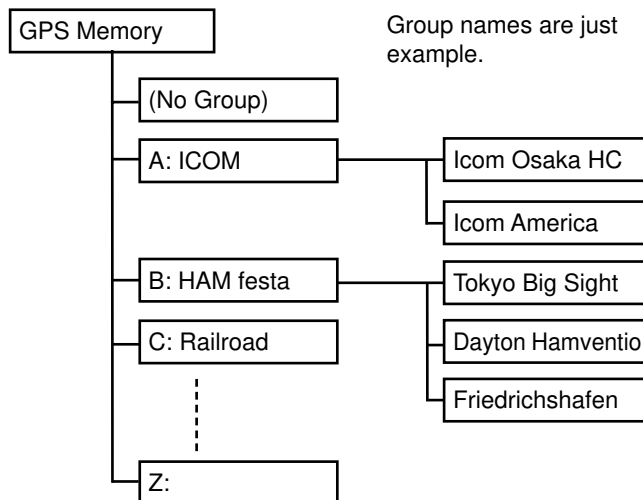 GPS Memory
Group names are just
example.
(No Group)
A: ICOM
Icom Osaka HC
Icom America
B: HAM festa
Tokyo Big Sight
C: Railroad
Dayton Hamventio
Friedrichshafen
Z: